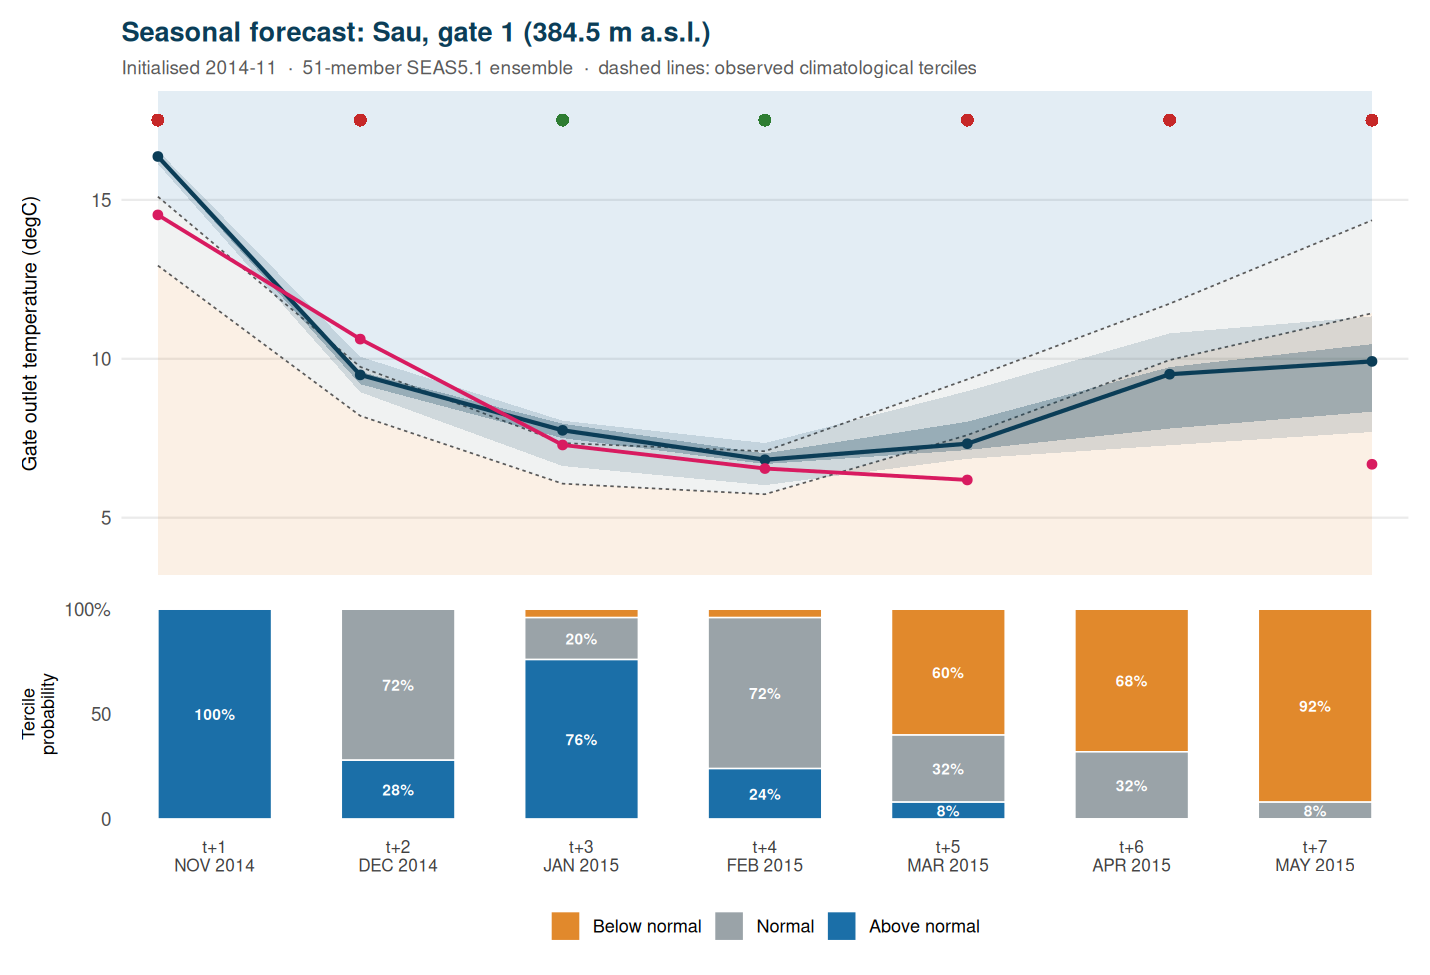 Seasonal forecast: Sau, gate 1 (384.5 m a.s.l.)
Initialised 2014-11 · 51-member SEAS5.1 ensemble · dashed lines: observed climatological terciles
Gate outlet temperature (degC)
15
10
5
Tercile
probability
100%
50
0
100%
72%
28%
20%
76%
72%
24%
60%
32%
8%
68%
32%
92%
8%
t+1
NOV 2014
t+2
DEC 2014
t+3
JAN 2015
t+4
FEB 2015
t+5
MAR 2015
t+6
APR 2015
t+7
MAY 2015
Below normal
Normal
Above normal